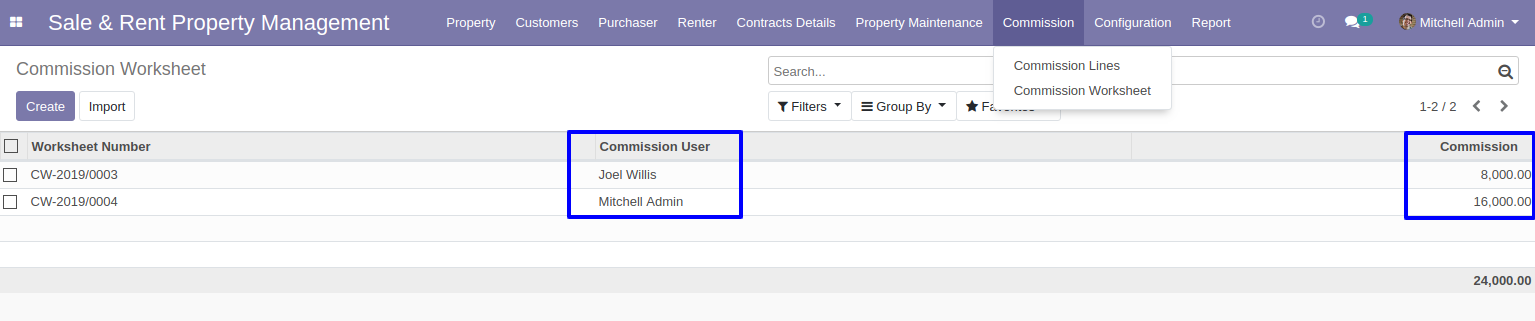 Sale & Rent Property Management Property Customers Purchaser Renter Contracts Details Property Maintenance Commission Configuration Report 1 Mitchell Admin
Commission Lines
Commission Worksheet
Commission Worksheet
Search...
Create Import
Filters Group By
1-2 / 2
Worksheet Number Commission User Commission
CW-2019/0003 Joel Willis 8,000.00
CW-2019/0004 Mitchell Admin 16,000.00
24,000.00